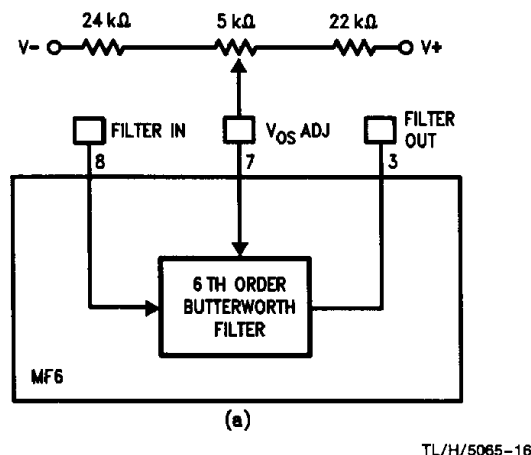 24 kΩ 5 kΩ 22 kΩ
V- V+
FILTER IN VOS ADJ FILTER OUT
8 7 3
6 TH ORDER
BUTTERWORTH
FILTER
MF6
(a)
TL/H/5065-16